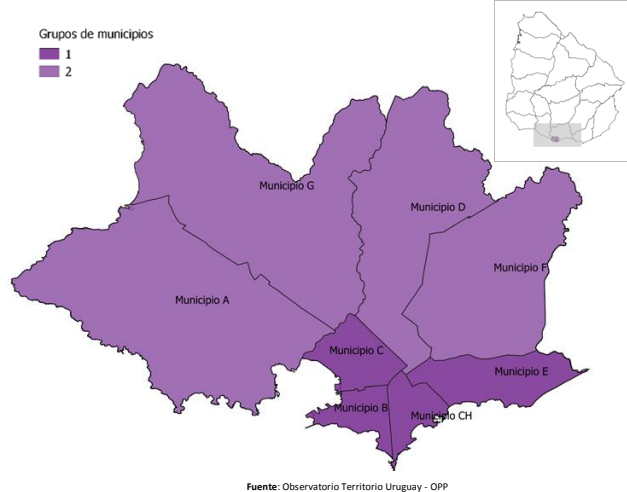 Grupos de municipios
1
2
Municipio G
Municipio D
Municipio F
Municipio A
Municipio C
Municipio E
Municipio B
Municipio CH
Fuente: Observatorio Territorio Uruguay - OPP